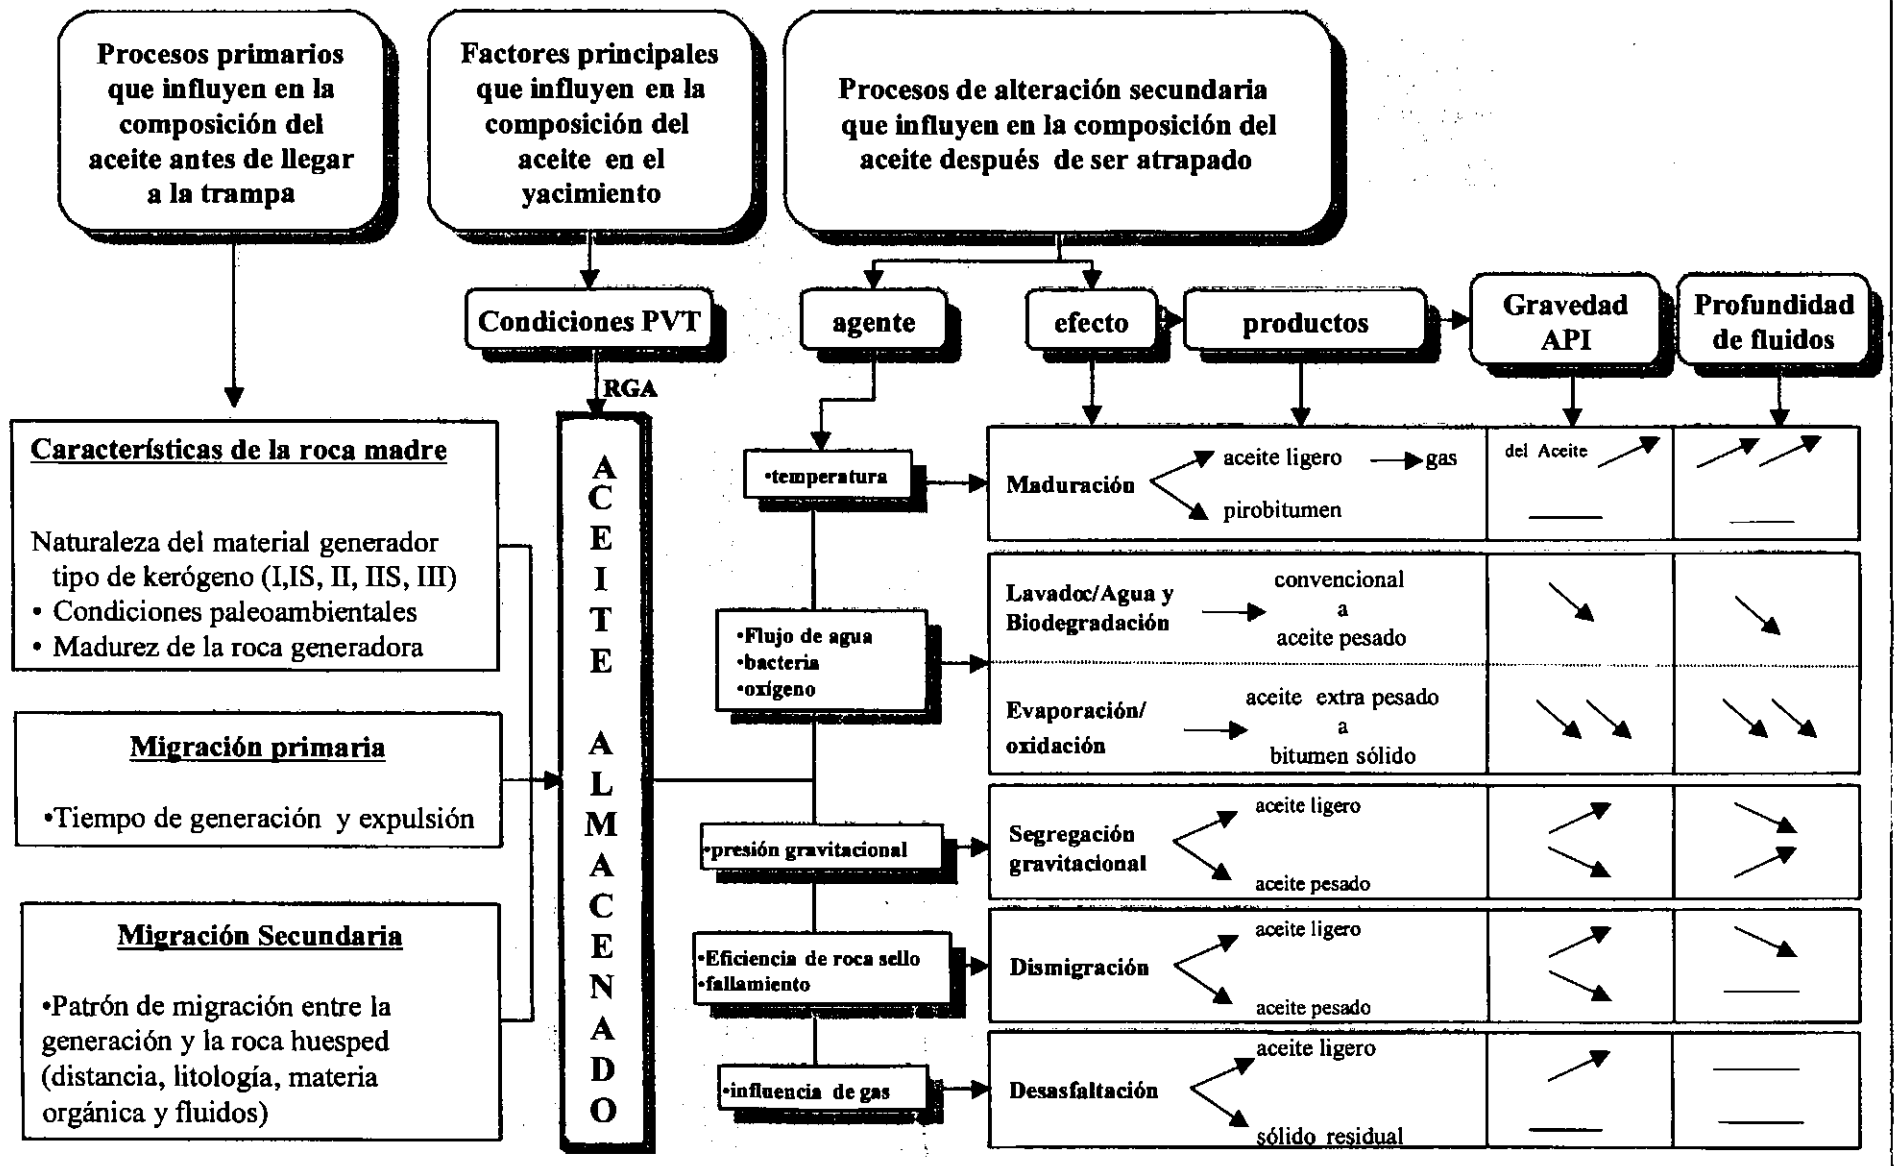 Procesos primarios
que influyen en la
composición del
aceite antes de llegar
a la trampa
Factores principales
que influyen en la
composición del
aceite en el
yacimiento
Procesos de alteración secundaria
que influyen en la composición del
aceite después de ser atrapado
Condiciones PVT
agente
efecto
productos
Gravedad
API
Profundidad
de fluidos
RGA
Características de la roca madre
Naturaleza del material generador
tipo de kerógeno (I,IS, II, IIS, III)
• Condiciones paleoambientales
• Madurez de la roca generadora
Migración primaria
•Tiempo de generación y expulsión
Migración Secundaria
•Patrón de migración entre la
generación y la roca huesped
(distancia, litología, materia
orgánica y fluidos)
A
C
E
I
T
E
A
L
M
A
C
E
N
A
D
O
•temperatura
Maduración
aceite ligero
gas
pirobitumen
del Aceite
•Flujo de agua
•bacteria
•oxígeno
Lavadoc/Agua y
Biodegradación
convencional
a
aceite pesado
Evaporación/
oxidación
aceite extra pesado
a
bitumen sólido
•presión gravitacional
Segregación
gravitacional
aceite ligero
aceite pesado
•Eficiencia de roca sello
•fallamiento
Dismigración
aceite ligero
aceite pesado
•influencia de gas
Desasfaltación
aceite ligero
sólido residual